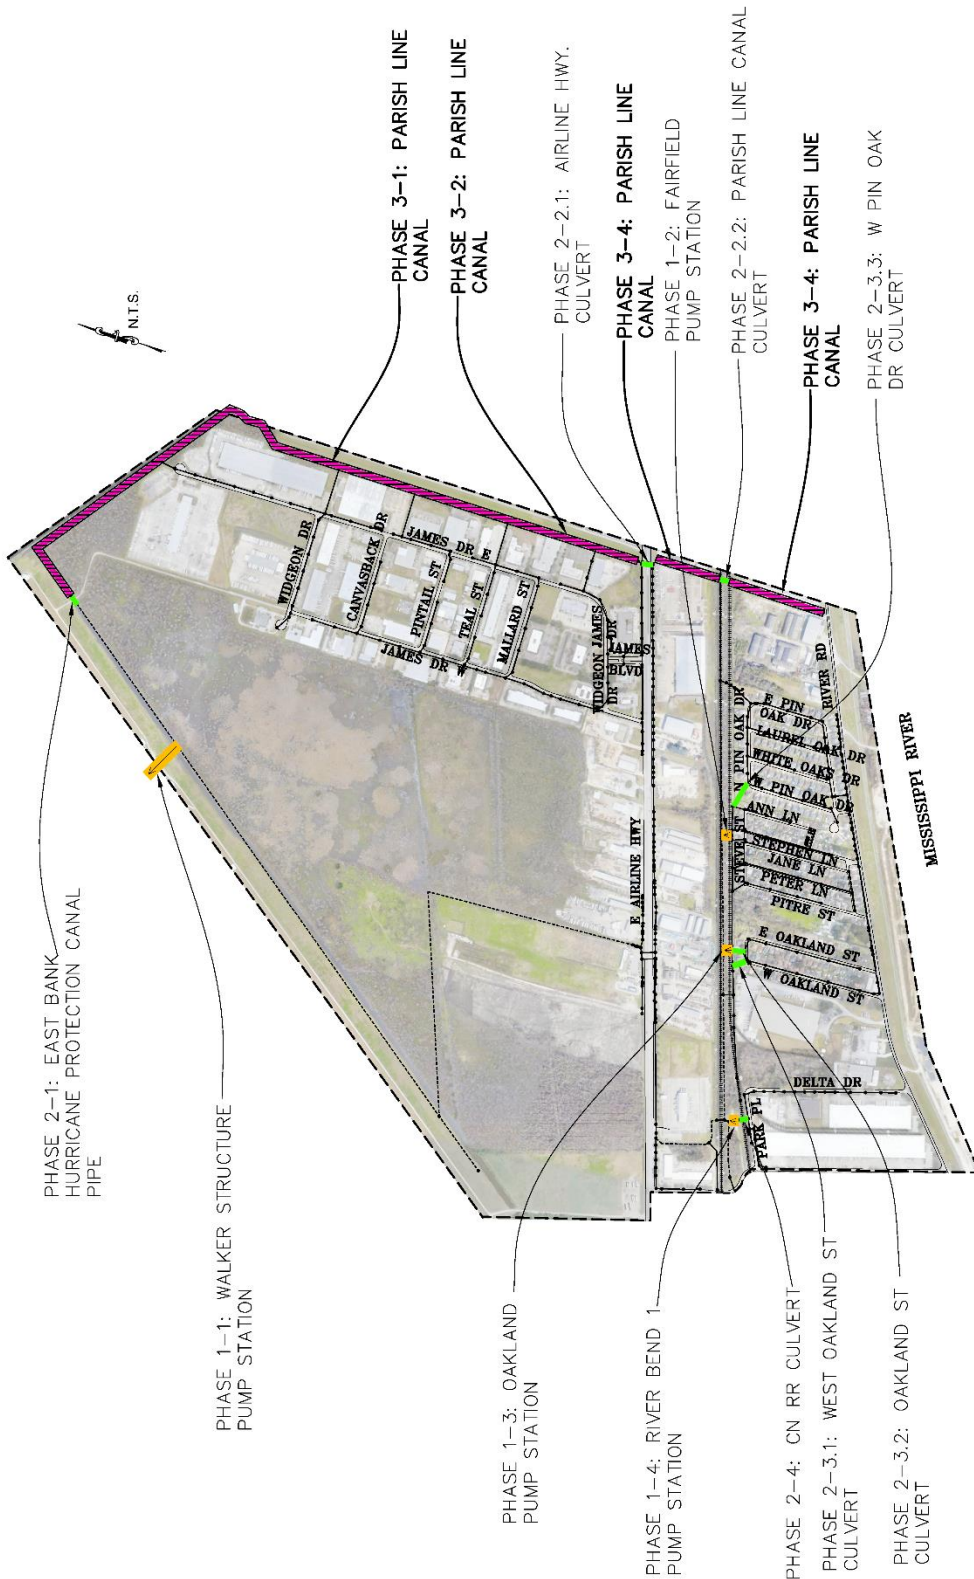 PHASE 3-1: PARISH LINE
CANAL
PHASE 3-2: PARISH LINE
CANAL
PHASE 2-2.1: AIRLINE HWY.
CULVERT
PHASE 3-4: PARISH LINE
CANAL
PHASE 1-2: FAIRFIELD
PUMP STATION
PHASE 2-2.2: PARISH LINE CANAL
CULVERT
PHASE 3-4: PARISH LINE
CANAL
PHASE 2-3.3: W PIN OAK
DR CULVERT
N.T.S.
WIDGEON DR
CANVASBACK DR
JAMES DR E
PINTAIL ST
TEAL ST
MALLARD ST
JAMES DR W
WIDGEON JAMES
DR
DR
JAMES
BLVD
E AIRLINE HWY
N PIN OAK DR
E PIN
OAK DR
LAUREL OAK DR
WHITE OAKS DR
W PIN OAK DR
RIVER RD
ANN LN
STEVE ST
STEPHEN LN
JANE LN
PETER LN
PITRE ST
E OAKLAND ST
W OAKLAND ST
DELTA DR
PARK PL
MISSISSIPPI RIVER
PHASE 2-1: EAST BANK
HURRICANE PROTECTION CANAL
PIPE
PHASE 1-1: WALKER STRUCTURE
PUMP STATION
PHASE 1-3: OAKLAND
PUMP STATION
PHASE 1-4: RIVER BEND 1
PUMP STATION
PHASE 2-4: CN RR CULVERT
PHASE 2-3.1: WEST OAKLAND ST
CULVERT
PHASE 2-3.2: OAKLAND ST
CULVERT